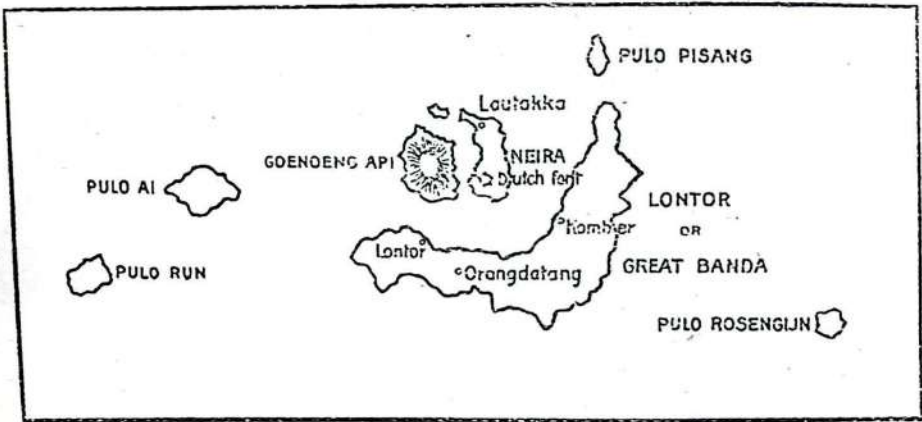 PULO PISANG
Lautakka
GOENOENG API
NEIRA
Dutch fort
PULO AI
LONTOR
OR
GREAT BANDA
Kombier
Lontor
Orangdatang
PULO RUN
PULO ROSENGIJN